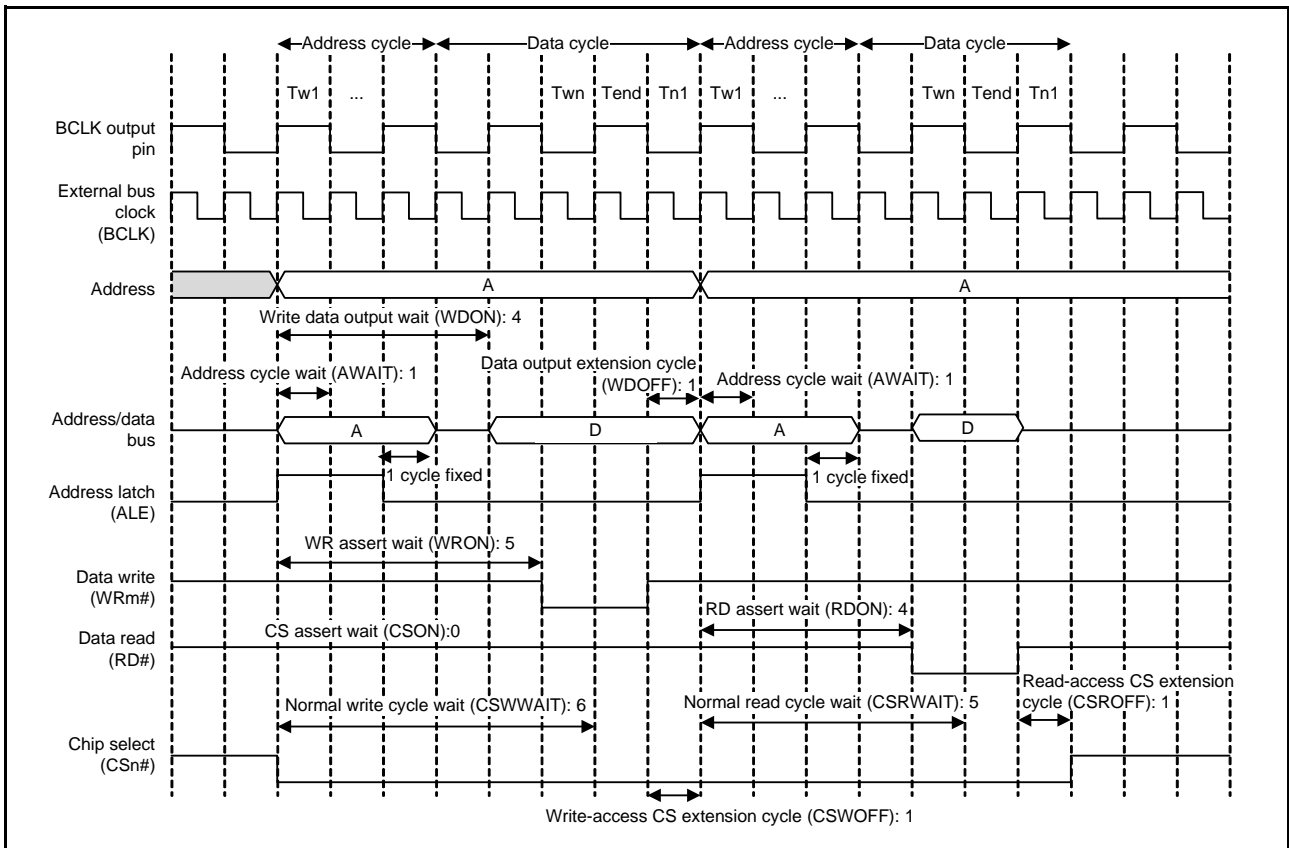 Address cycle Data cycle Address cycle Data cycle
Tw1 ... Twn Tend Tn1 Tw1 ... Twn Tend Tn1
BCLK output
pin
External bus
clock
(BCLK)
Address
A A
Write data output wait (WDON): 4
Data output extension cycle
(WDOFF): 1
Address cycle wait (AWAIT): 1
Address cycle wait (AWAIT): 1
Address/data
bus
A D A D
1 cycle fixed 1 cycle fixed
Address latch
(ALE)
WR assert wait (WRON): 5
Data write
(WRm#)
RD assert wait (RDON): 4
CS assert wait (CSON):0
Data read
(RD#)
Read-access CS extension
cycle (CSROFF): 1
Normal write cycle wait (CSWWAIT): 6
Normal read cycle wait (CSRWAIT): 5
Chip select
(CSn#)
Write-access CS extension cycle (CSWOFF): 1